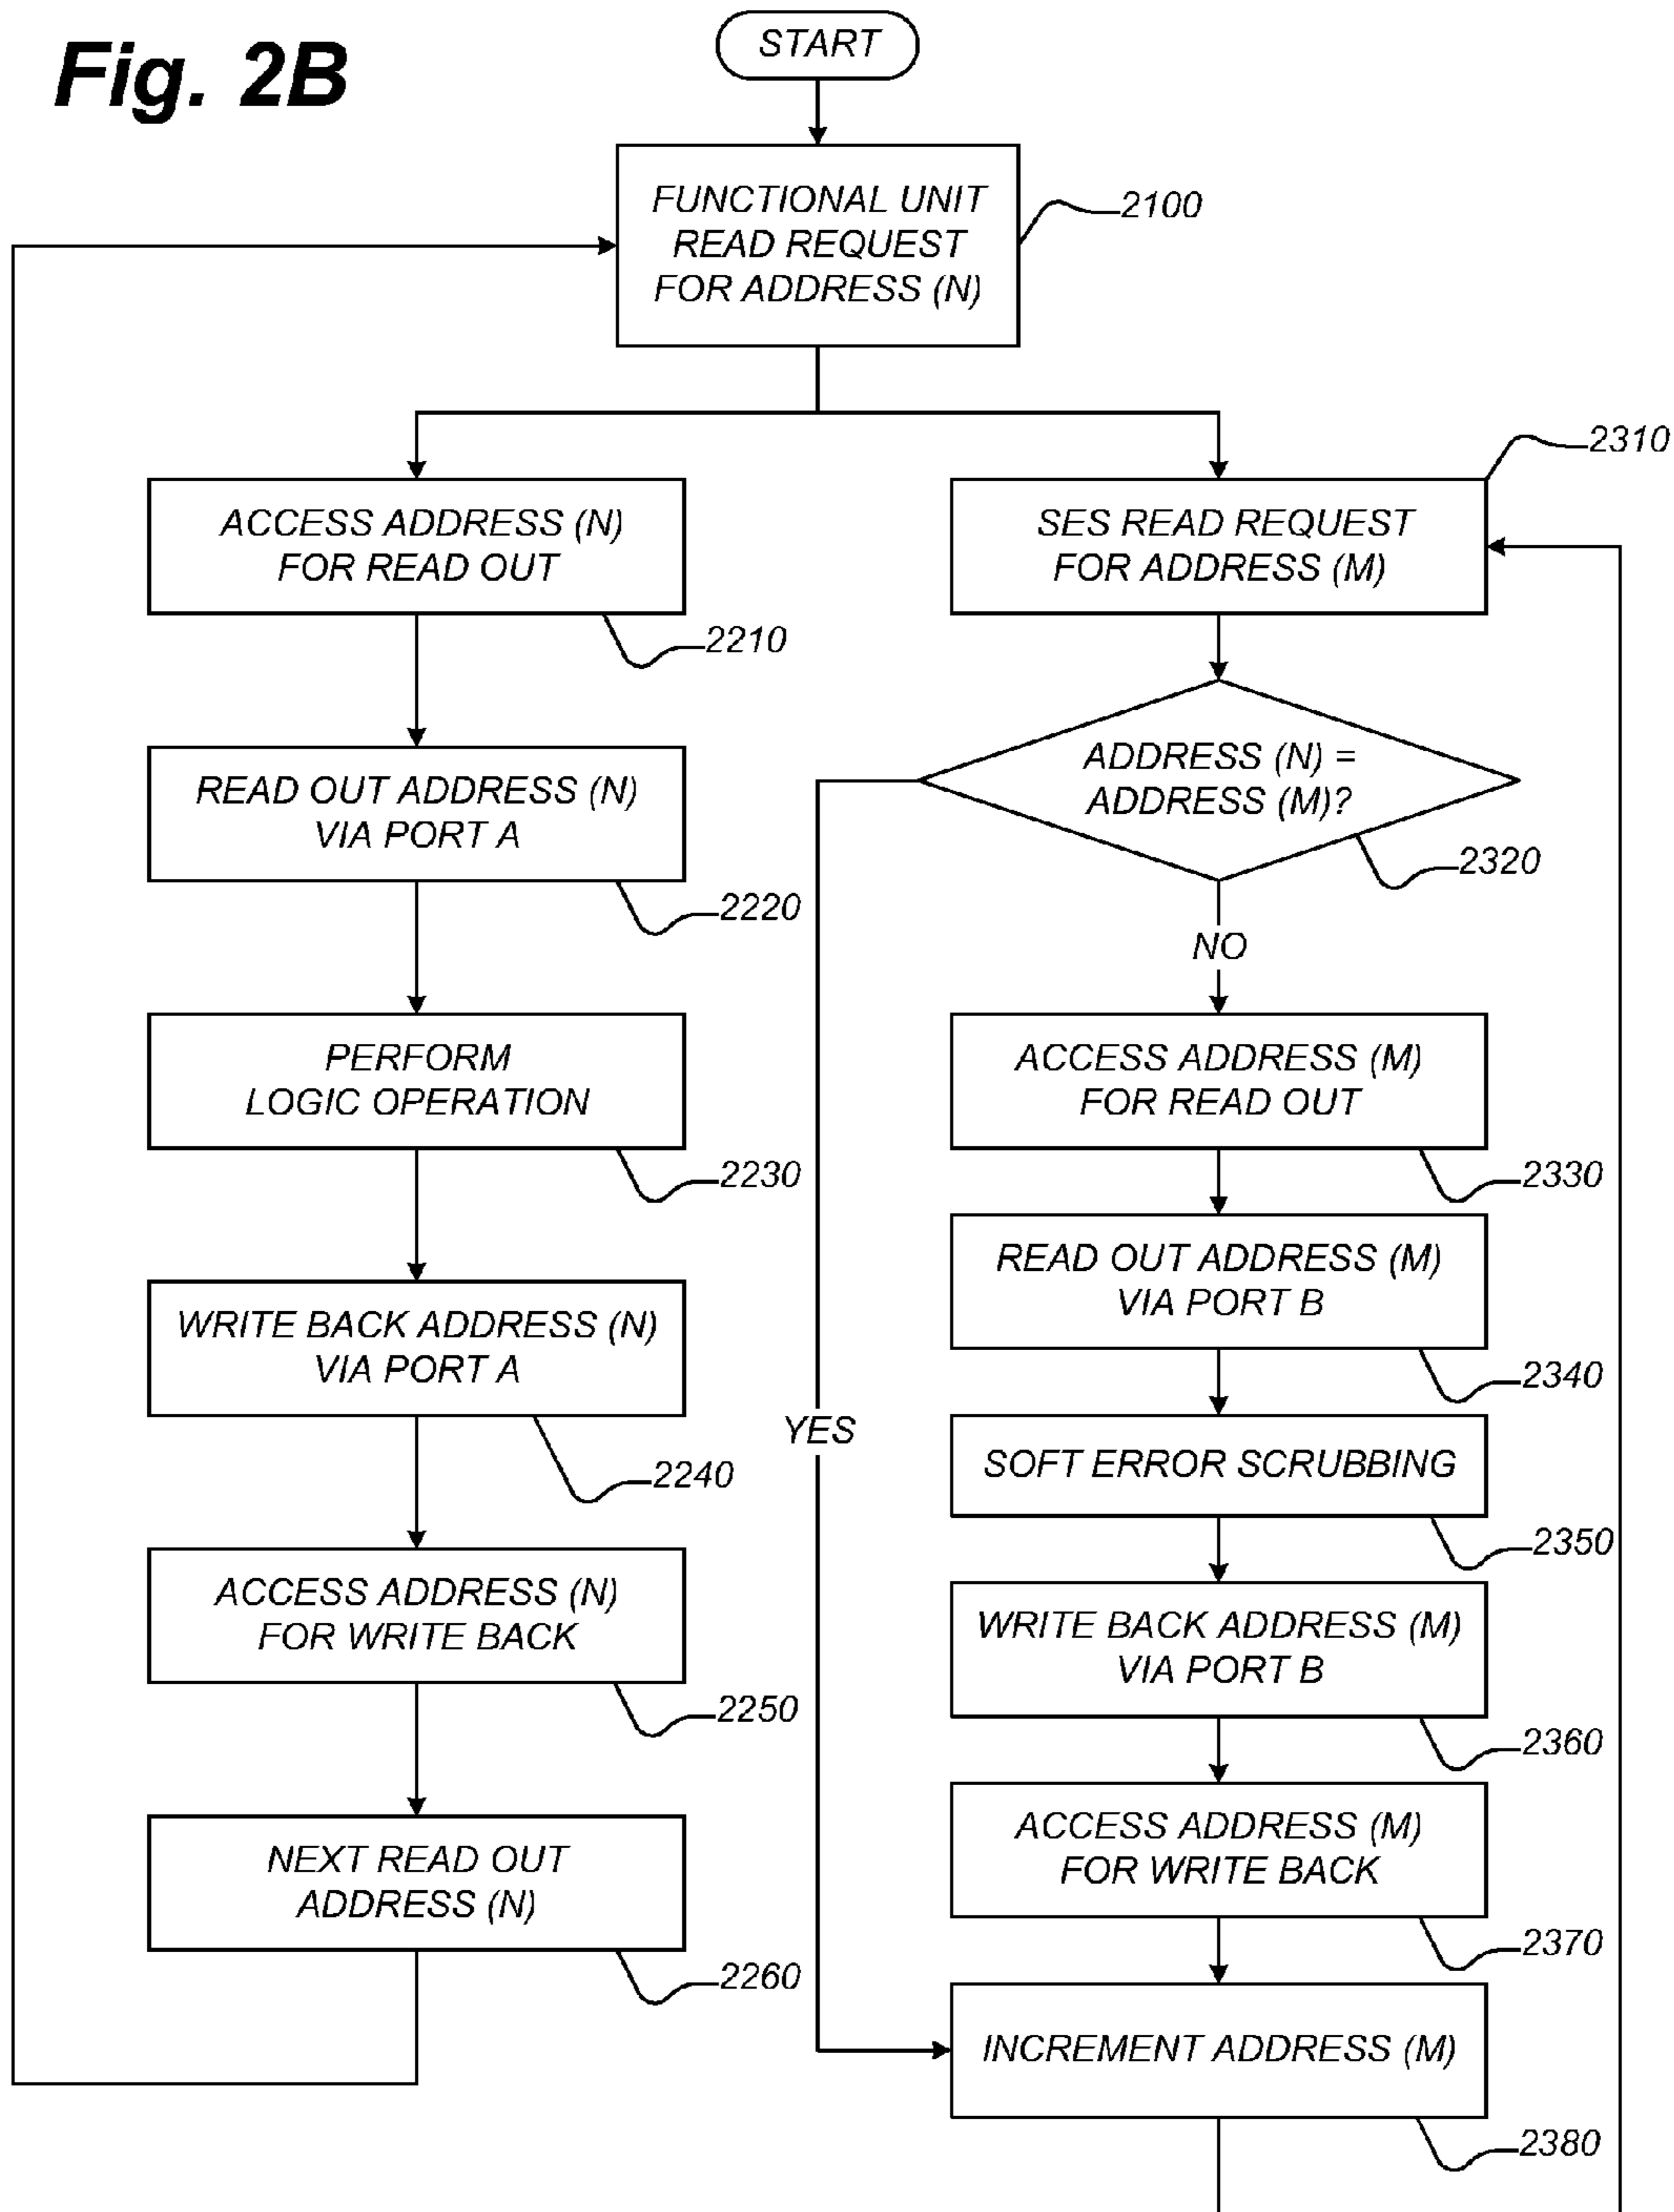 Fig. 2B
START
FUNCTIONAL UNIT
READ REQUEST
FOR ADDRESS (N)
2100
ACCESS ADDRESS (N)
FOR READ OUT
2210
READ OUT ADDRESS (N)
VIA PORT A
2220
PERFORM
LOGIC OPERATION
2230
WRITE BACK ADDRESS (N)
VIA PORT A
2240
ACCESS ADDRESS (N)
FOR WRITE BACK
2250
NEXT READ OUT
ADDRESS (N)
2260
SES READ REQUEST
FOR ADDRESS (M)
2310
ADDRESS (N) =
ADDRESS (M)?
2320
NO
YES
ACCESS ADDRESS (M)
FOR READ OUT
2330
READ OUT ADDRESS (M)
VIA PORT B
2340
SOFT ERROR SCRUBBING
2350
WRITE BACK ADDRESS (M)
VIA PORT B
2360
ACCESS ADDRESS (M)
FOR WRITE BACK
2370
INCREMENT ADDRESS (M)
2380